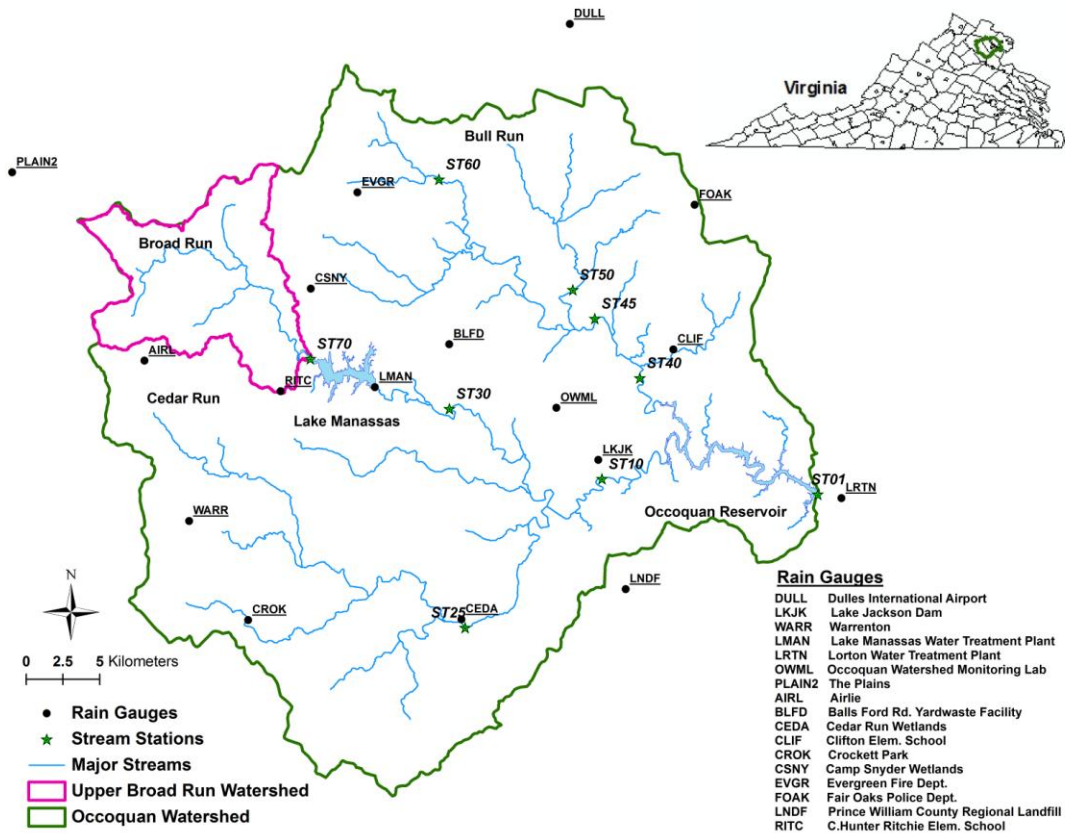 DULL
Virginia
Bull Run
PLAIN2
ST60
EVGR
FOAK
Broad Run
CSNY
ST50
ST45
BLFD
CLIF
AIRL
ST70
RITC
LMAN
ST40
Cedar Run
ST30
OWML
Lake Manassas
LKJK
ST10
ST01
LRTN
WARR
Occoquan Reservoir
LNDF
N
CROK
ST25
CEDA
0 2.5 5 Kilometers
Rain Gauges
Stream Stations
Major Streams
Upper Broad Run Watershed
Occoquan Watershed
Rain Gauges
DULL Dulles International Airport
LKJK Lake Jackson Dam
WARR Warrenton
LMAN Lake Manassas Water Treatment Plant
LRTN Lorton Water Treatment Plant
OWML Occoquan Watershed Monitoring Lab
PLAIN2 The Plains
AIRL Airlie
BLFD Balls Ford Rd. Yardwaste Facility
CEDA Cedar Run Wetlands
CLIF Clifton Elem. School
CROK Crockett Park
CSNY Camp Snyder Wetlands
EVGR Evergreen Fire Dept.
FOAK Fair Oaks Police Dept.
LNDF Prince William County Regional Landfill
RITC C.Hunter Ritchie Elem. School